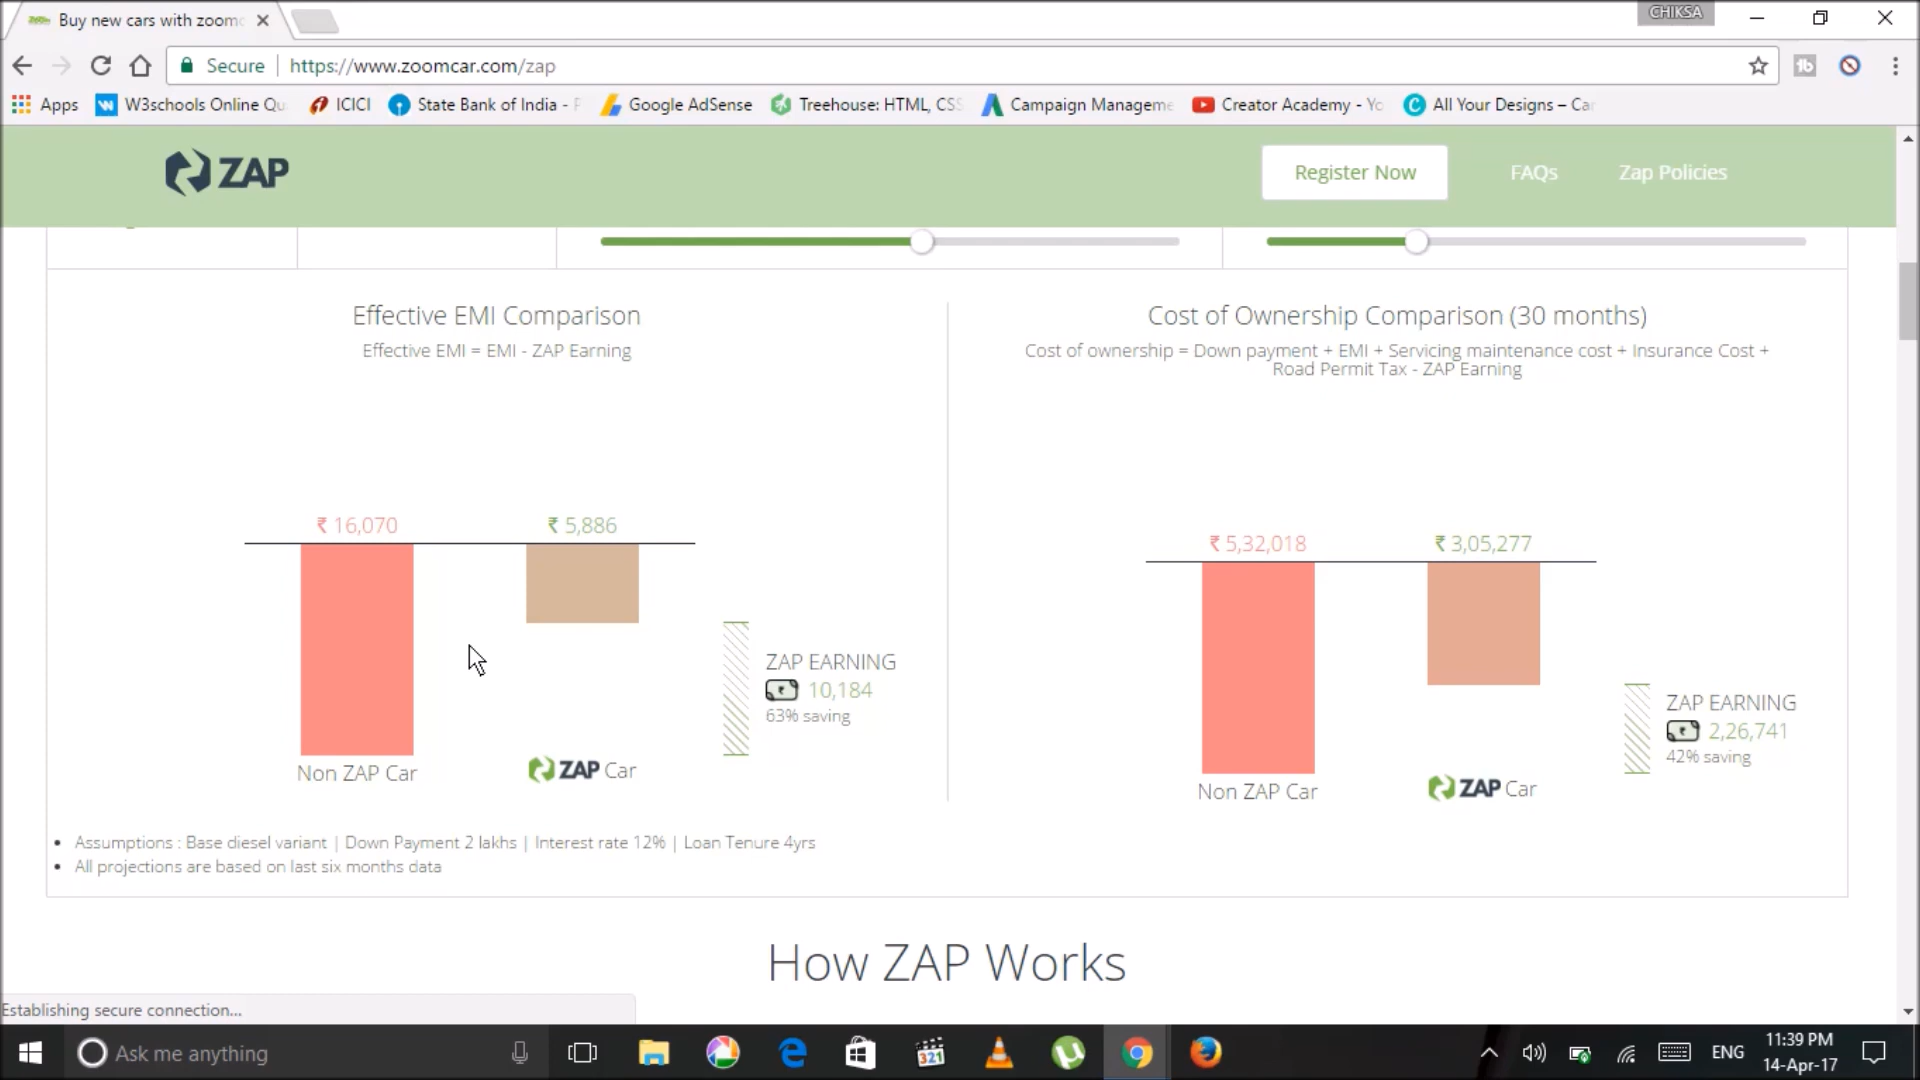 Buy new cars with zoomc
CHIKSA
Secure https://www.zoomcar.com/zap
Apps W3schools Online Qu ICICI State Bank of India - P Google AdSense Treehouse: HTML, CSS Campaign Manageme Creator Academy - Yo All Your Designs – Can
ZAP Register Now FAQs Zap Policies
Effective EMI Comparison
Effective EMI = EMI - ZAP Earning
₹ 16,070 ₹ 5,886
ZAP EARNING
₹ 10,184
63% saving
Non ZAP Car ZAP Car
Cost of Ownership Comparison (30 months)
Cost of ownership = Down payment + EMI + Servicing maintenance cost + Insurance Cost +
Road Permit Tax - ZAP Earning
₹ 5,32,018 ₹ 3,05,277
ZAP EARNING
₹ 2,26,741
42% saving
Non ZAP Car ZAP Car
Assumptions : Base diesel variant | Down Payment 2 lakhs | Interest rate 12% | Loan Tenure 4yrs
All projections are based on last six months data
How ZAP Works
Establishing secure connection...
Ask me anything
321
ENG
11:39 PM
14-Apr-17